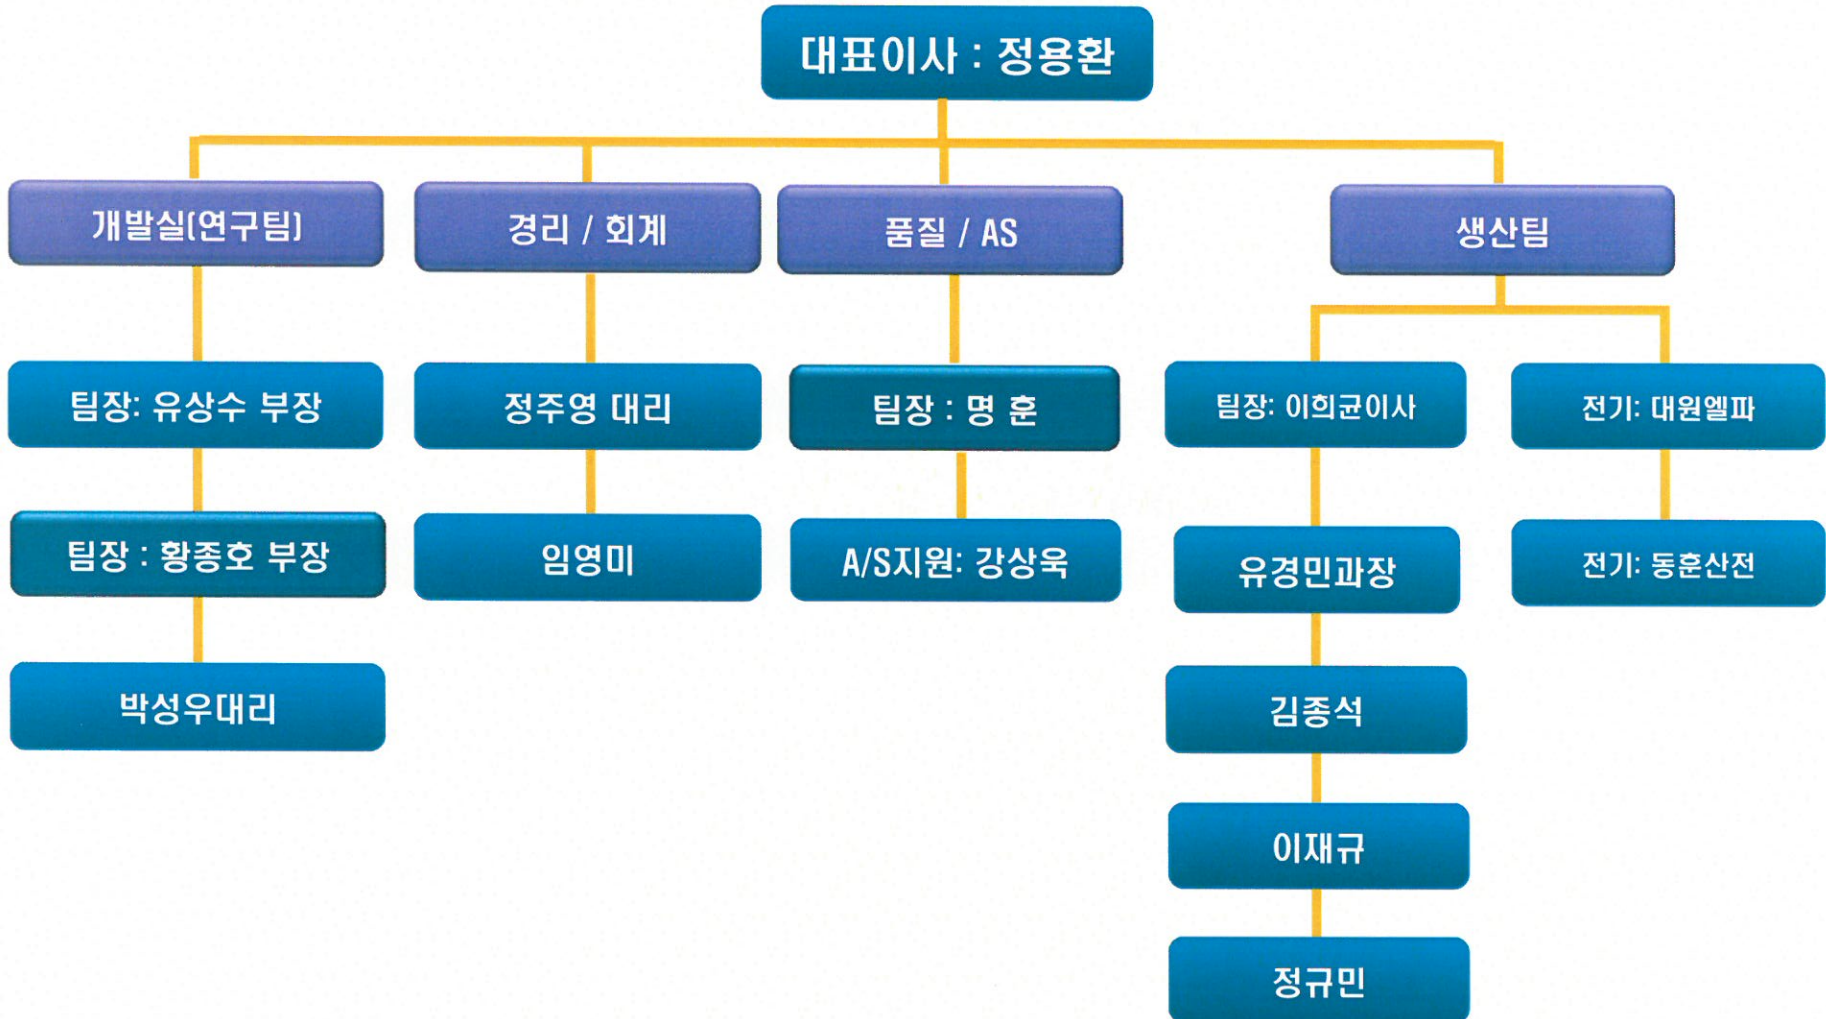 대표이사 : 정용환
개발실(연구팀)
경리 / 회계
품질 / AS
생산팀
팀장: 유상수 부장
정주영 대리
팀장 : 명 훈
팀장: 이희균이사
전기: 대원엘파
팀장 : 황종호 부장
임영미
A/S지원: 강상욱
유경민과장
전기: 동훈산전
박성우대리
김종석
이재규
정규민